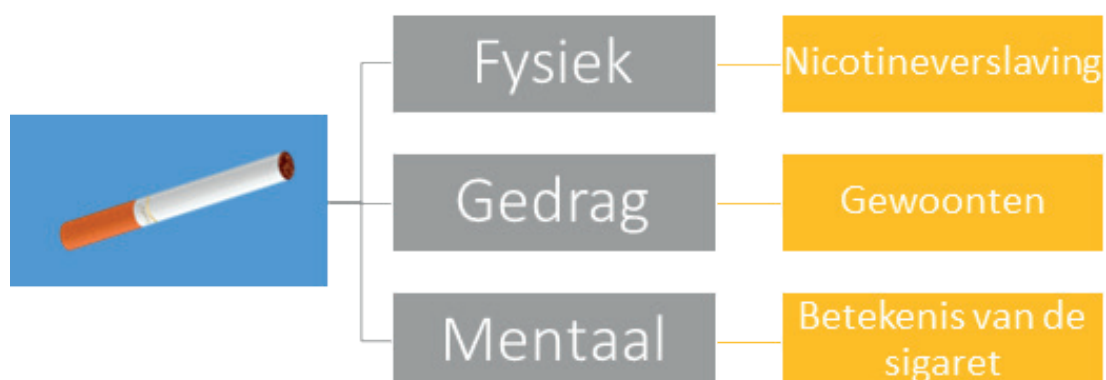 Fysiek
Nicotineverslaving
Gedrag
Gewoonten
Mentaal
Betekenis van de
sigaret